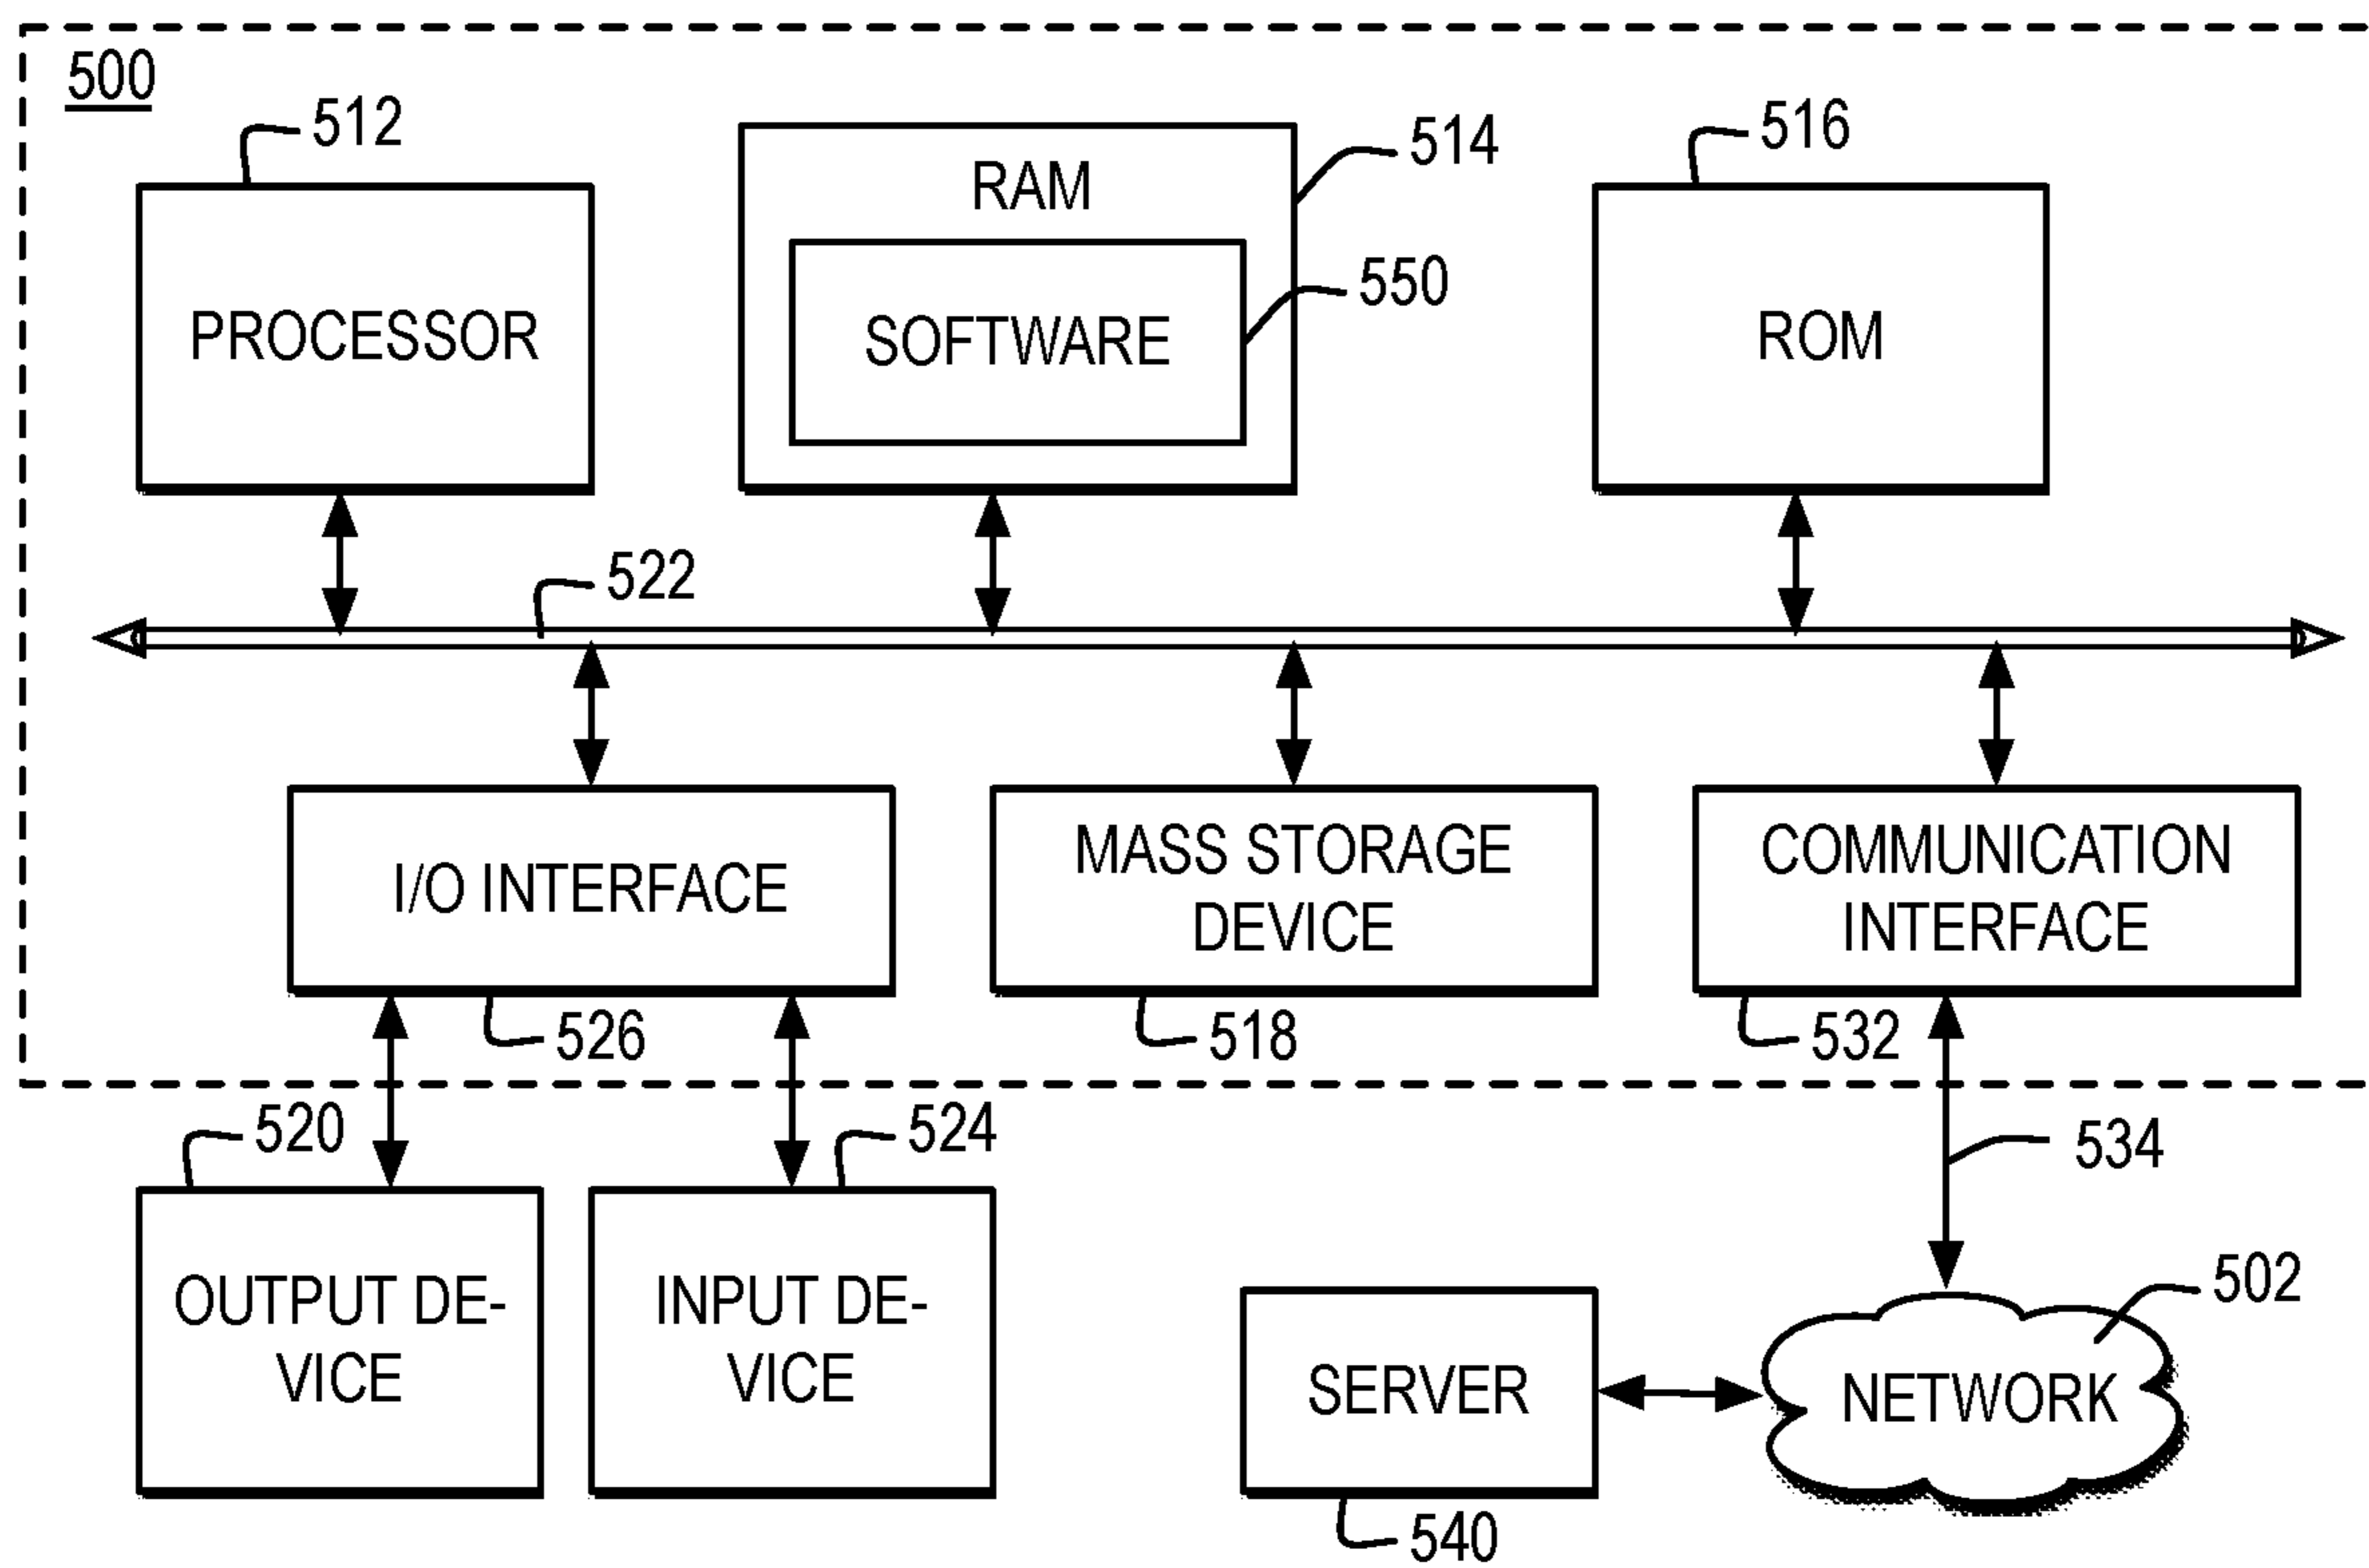 500
512
514
516
RAM
550
PROCESSOR
SOFTWARE
ROM
522
I/O INTERFACE
MASS STORAGE
DEVICE
COMMUNICATION
INTERFACE
526
518
532
520
524
534
OUTPUT DE-
VICE
INPUT DE-
VICE
502
SERVER
NETWORK
540